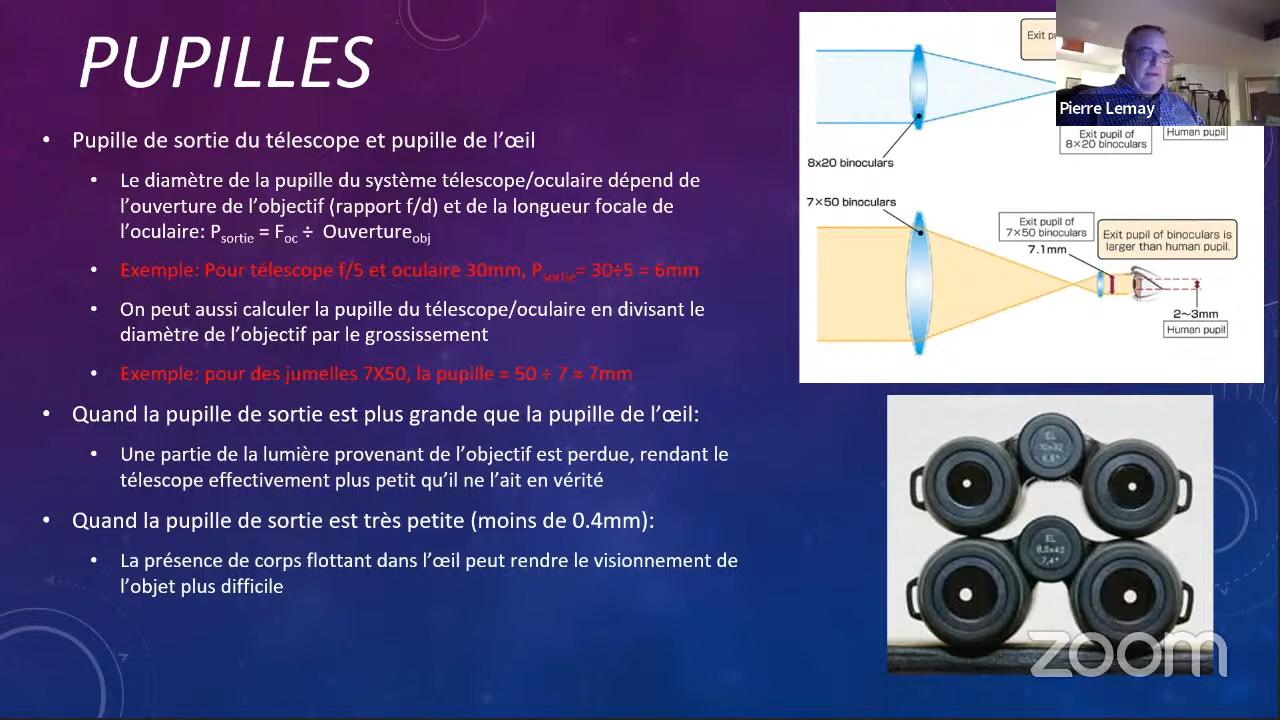 PUPILLES
• Pupille de sortie du télescope et pupille de l’œil
• Le diamètre de la pupille du système télescope/oculaire dépend de
l’ouverture de l’objectif (rapport f/d) et de la longueur focale de
l’oculaire: Psortie = Foc ÷ Ouvertureobj
• Exemple: Pour télescope f/5 et oculaire 30mm, Psortie= 30÷5 = 6mm
• On peut aussi calculer la pupille du télescope/oculaire en divisant le
diamètre de l’objectif par le grossissement
• Exemple: pour des jumelles 7X50, la pupille = 50 ÷ 7 ≈ 7mm
• Quand la pupille de sortie est plus grande que la pupille de l’œil:
• Une partie de la lumière provenant de l’objectif est perdue, rendant le
télescope effectivement plus petit qu’il ne l’ait en vérité
• Quand la pupille de sortie est très petite (moins de 0.4mm):
• La présence de corps flottant dans l’œil peut rendre le visionnement de
l’objet plus difficile
Exit
Pierre Lemay
Exit pupil of
8×20 binoculars
Human pupil
8x20 binoculars
7×50 binoculars
Exit pupil of
7×50 binoculars
7.1mm
Exit pupil of binoculars is
larger than human pupil.
2~3mm
Human pupil
EL
10x32
EL
8,5x42
7,4°
zoom